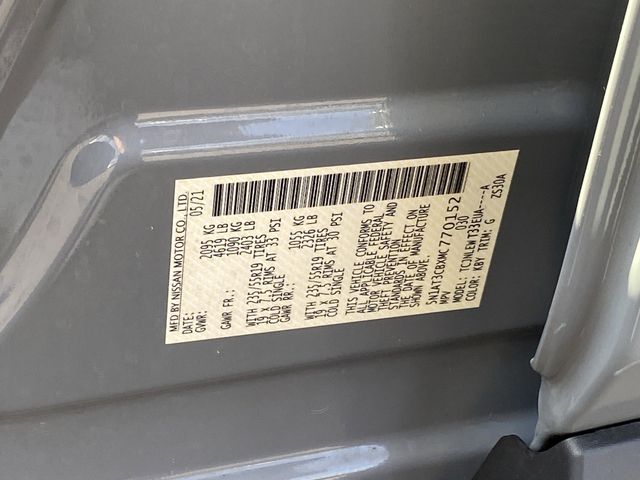 MFD BY NISSAN MOTOR CO., LTD.
DATE: 05/21
GVWR: 2095 KG
4619 LB
GAWR FR.: 1090 KG
2403 LB
WITH 235/55R19 TIRES
19 X 7.5 RIMS AT 33 PSI
COLD SINGLE
GAWR RR.: 1055 KG
2326 LB
WITH 235/55R19 TIRES
19 X 7.5 RIMS AT 30 PSI
COLD SINGLE
THIS VEHICLE CONFORMS TO
ALL APPLICABLE FEDERAL
MOTOR VEHICLE SAFETY AND
THEFT PREVENTION
STANDARDS IN EFFECT ON
THE DATE OF MANUFACTURE
SHOWN ABOVE.
5N1AT3CBXMC770152
MPV 030
MODEL: TCJNLEWT33EUA-----A
COLOR: KBY TRIM: G ZS30A